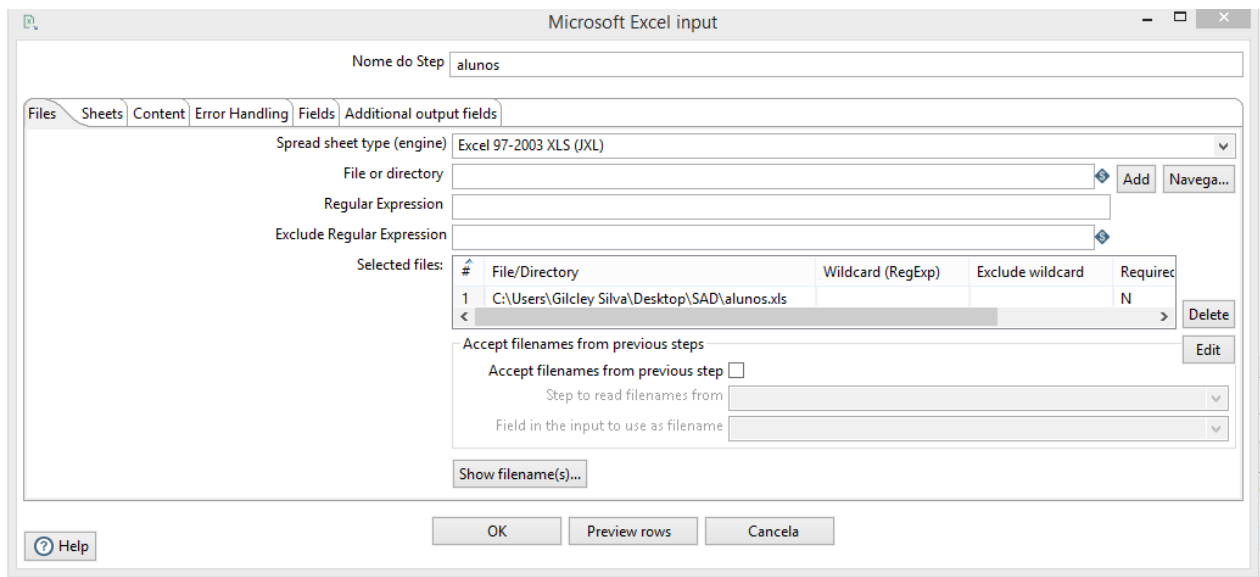 Microsoft Excel input
Nome do Step alunos
Files Sheets Content Error Handling Fields Additional output fields
Spread sheet type (engine) Excel 97-2003 XLS (JXL)
File or directory Add Navega...
Regular Expression
Exclude Regular Expression
Selected files: # File/Directory Wildcard (RegExp) Exclude wildcard Required
1 C:\Users\Gilcley Silva\Desktop\SAD\alunos.xls N
Delete
Accept filenames from previous steps Edit
Accept filenames from previous step
Step to read filenames from
Field in the input to use as filename
Show filename(s)...
OK Preview rows Cancela
Help